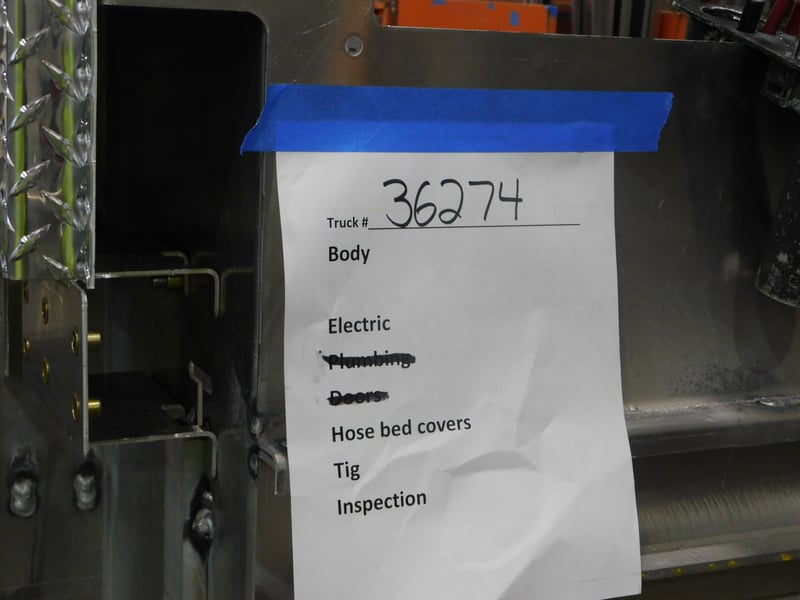 Truck # 36274
Body
Electric
Plumbing
Doors
Hose bed covers
Tig
Inspection